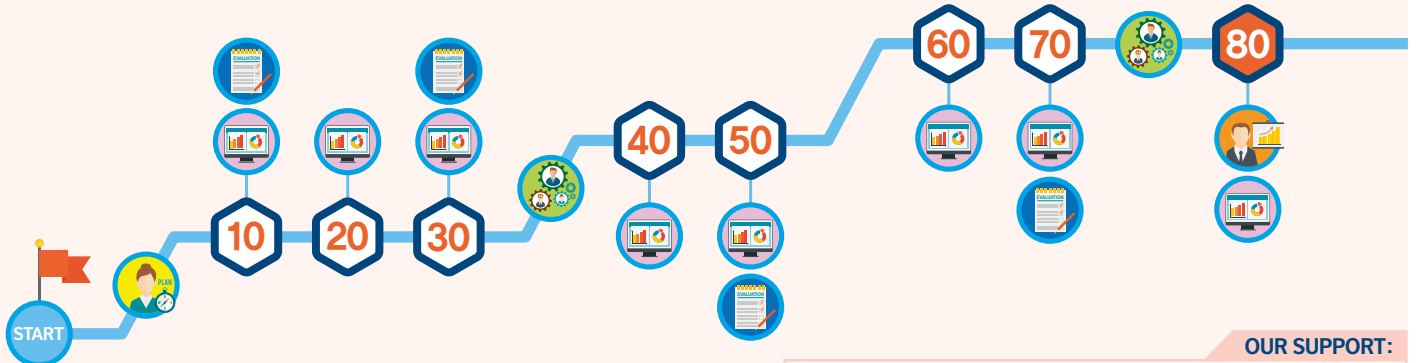 START
PLAN
10
EVALUATION
20
30
EVALUATION
40
50
EVALUATION
60
70
EVALUATION
80
OUR SUPPORT: